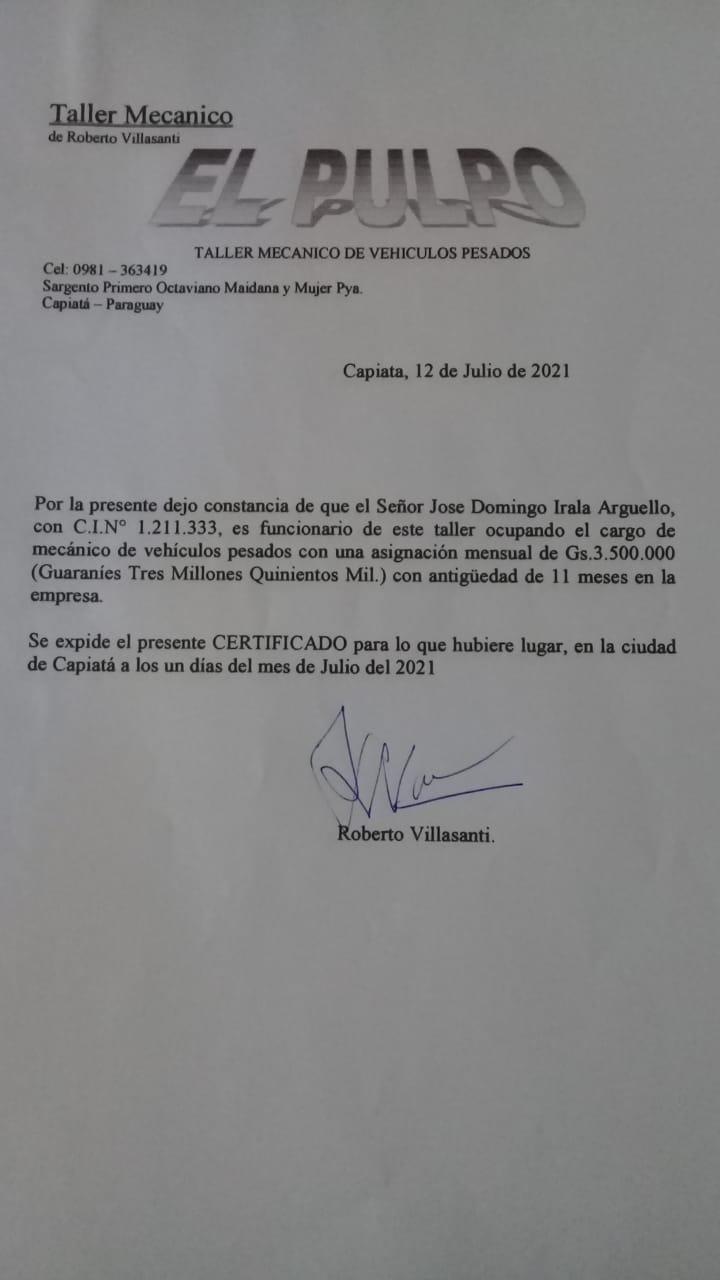 Taller Mecanico
de Roberto Villasanti
EL PULPO
TALLER MECANICO DE VEHICULOS PESADOS
Cel: 0981 – 363419
Sargento Primero Octaviano Maidana y Mujer Pya.
Capiatá – Paraguay
Capiata, 12 de Julio de 2021
Por la presente dejo constancia de que el Señor Jose Domingo Irala Arguello,
con C.I.N° 1.211.333, es funcionario de este taller ocupando el cargo de
mecánico de vehículos pesados con una asignación mensual de Gs.3.500.000
(Guaraníes Tres Millones Quinientos Mil.) con antigüedad de 11 meses en la
empresa.
Se expide el presente CERTIFICADO para lo que hubiere lugar, en la ciudad
de Capiatá a los un días del mes de Julio del 2021
Roberto Villasanti.